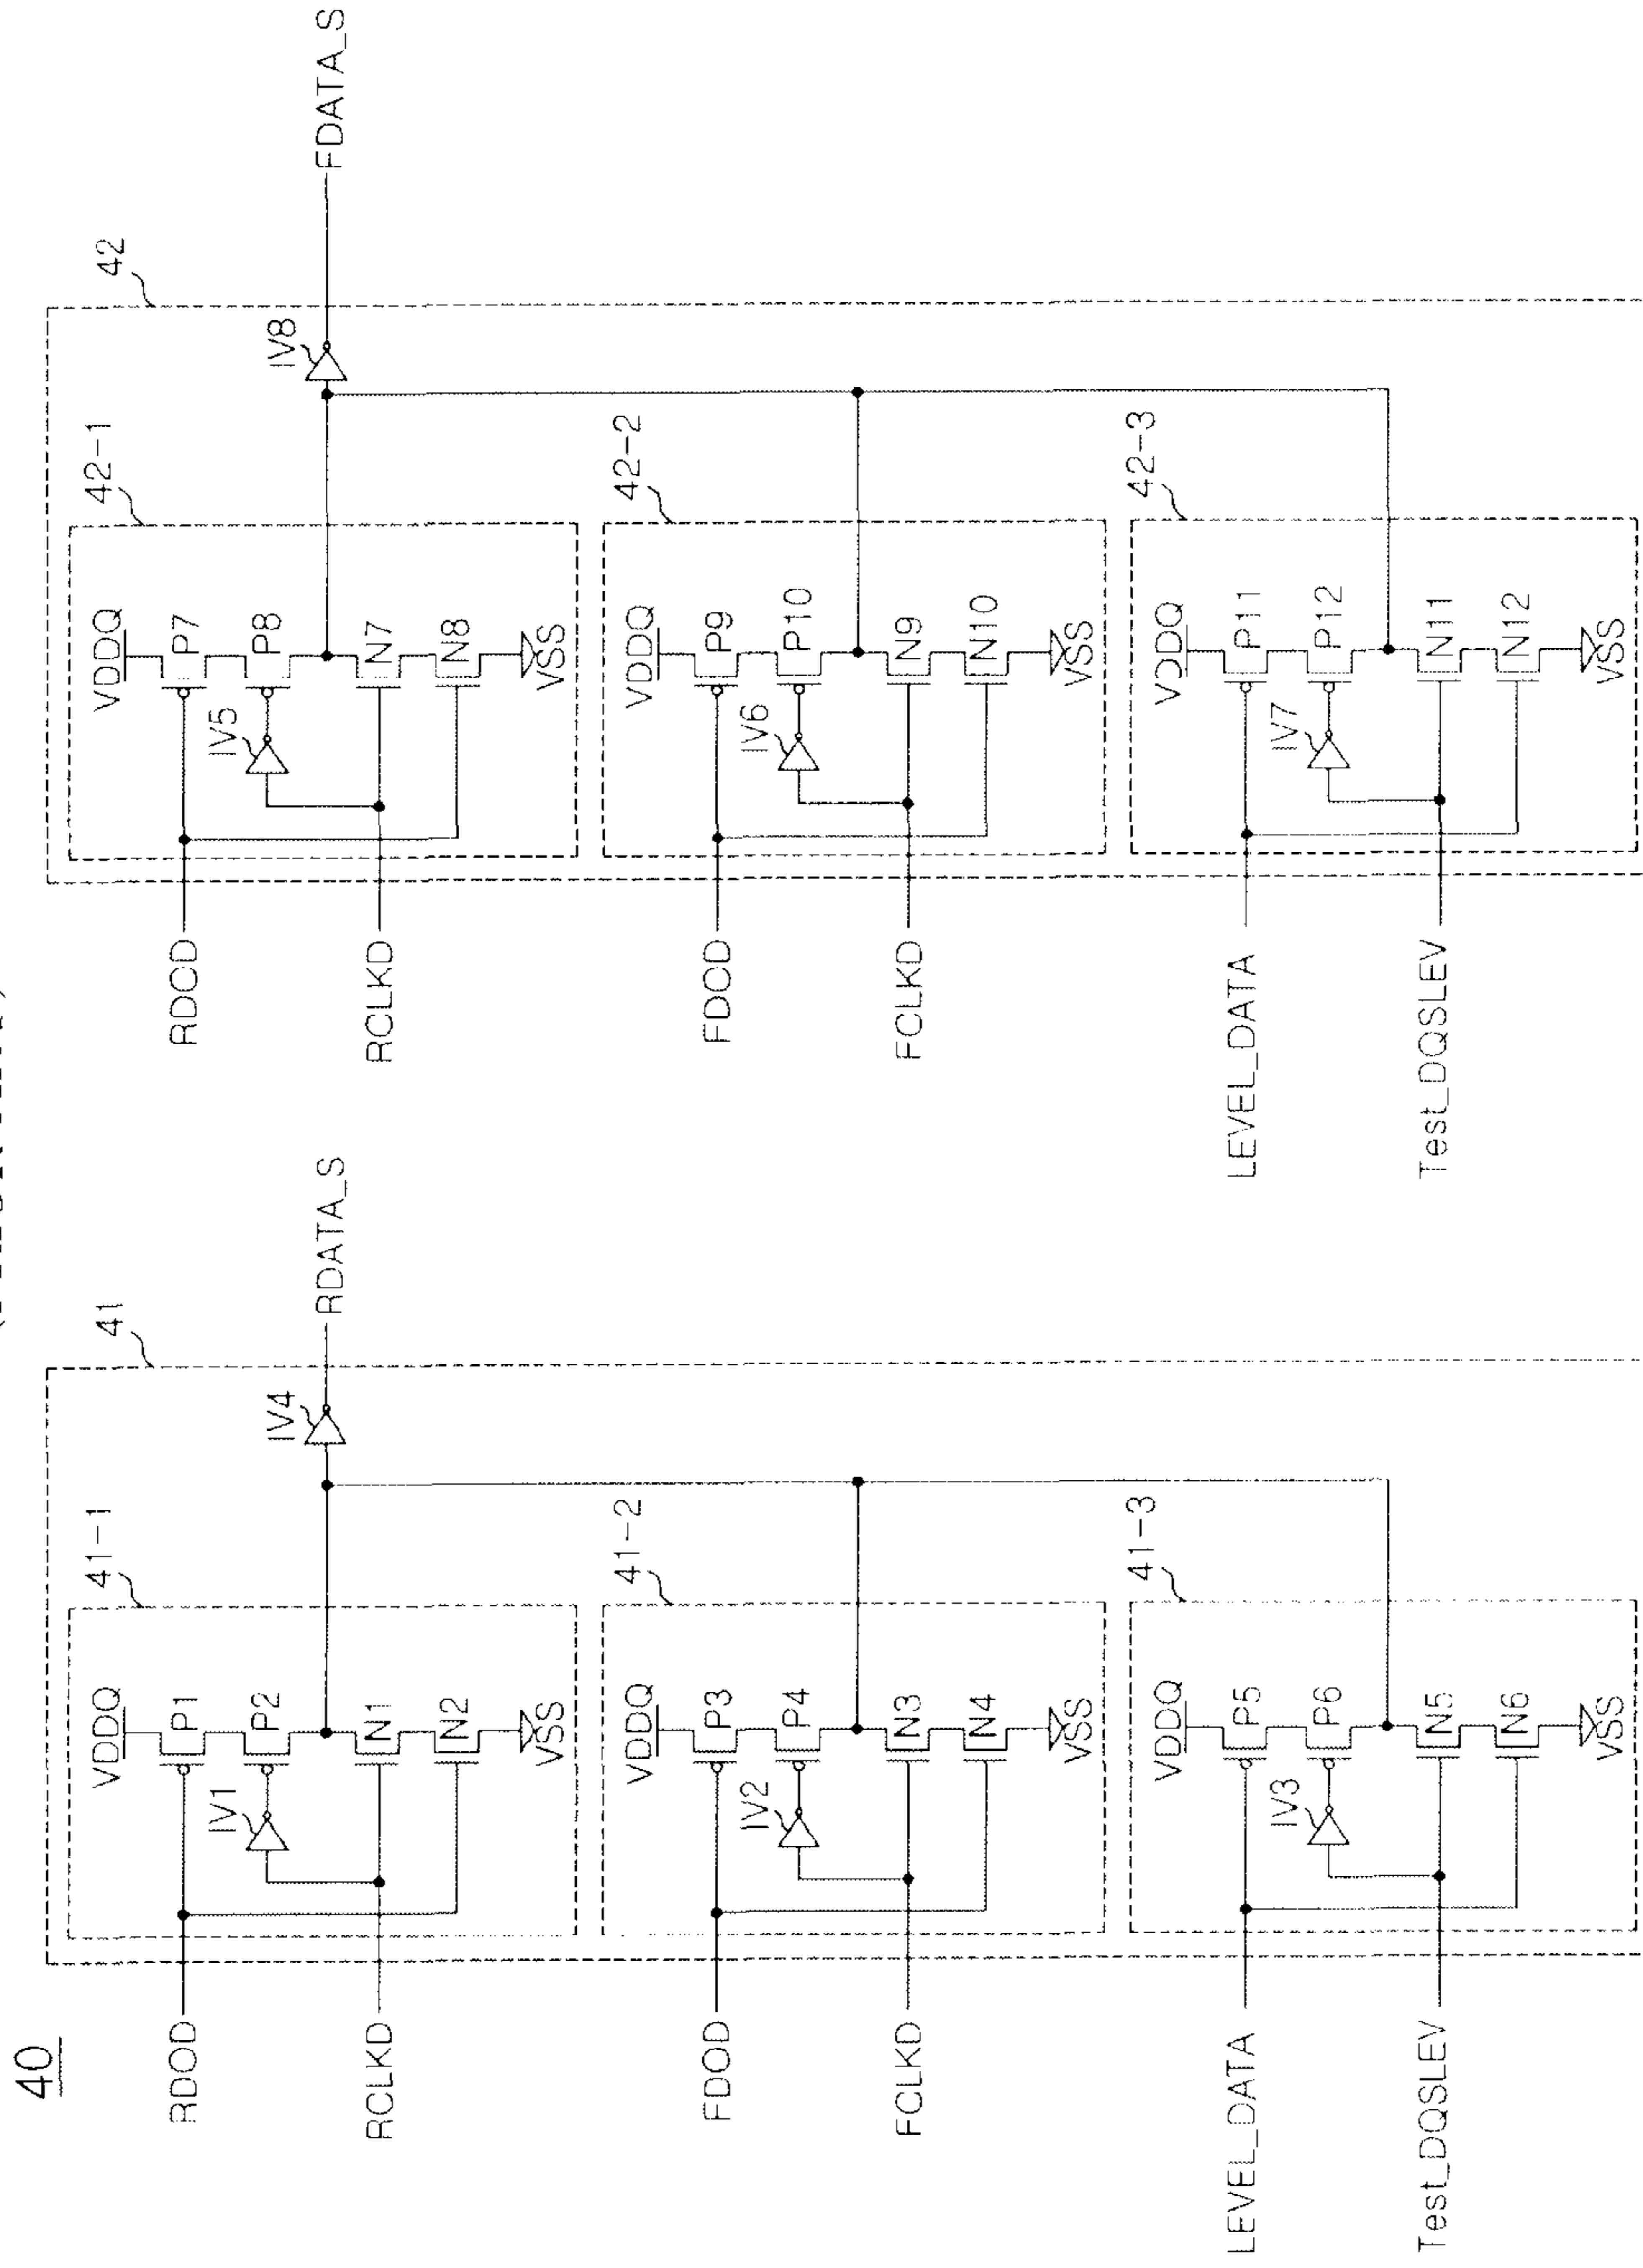 40
41
RDOD
RCLKD
41-1
VDDQ
P1
P2
IV1
N1
N2
VSS
IV4
RDATA_S
FDOD
FCLKD
41-2
VDDQ
P3
P4
IV2
N3
N4
VSS
LEVEL_DATA
Test_DQSLEV
41-3
VDDQ
P5
P6
IV3
N5
N6
VSS
42
RDCD
RCLKD
42-1
VDDQ
P7
P8
IV5
N7
N8
VSS
IV8
FDATA_S
FDCD
FCLKD
42-2
VDDQ
P9
P10
IV6
N9
N10
VSS
LEVEL_DATA
Test_DQSLEV
42-3
VDDQ
P11
P12
IV7
N11
N12
VSS